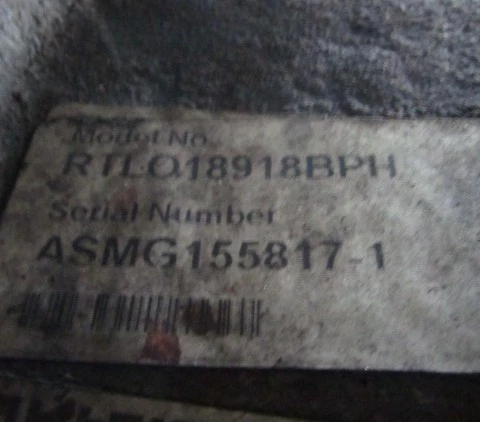 Model No.
RTLO18918BPH
Serial Number
ASMG155817-1